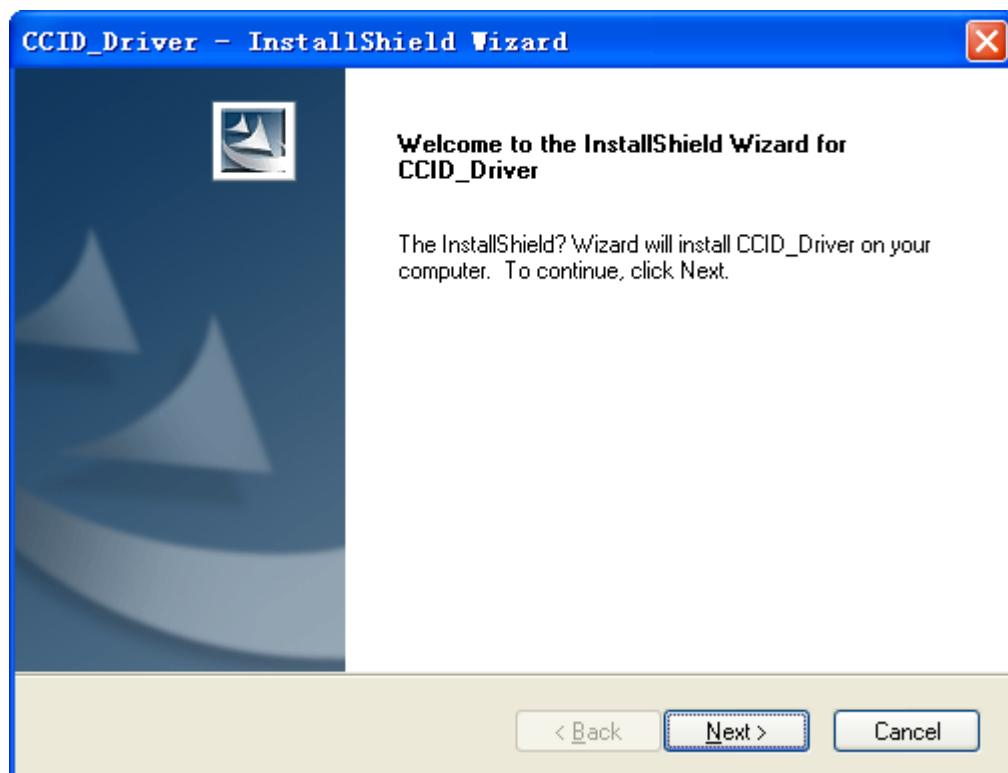 CCID_Driver - InstallShield Wizard
Welcome to the InstallShield Wizard for
CCID_Driver
The InstallShield? Wizard will install CCID_Driver on your
computer.  To continue, click Next.
< Back
Next >
Cancel